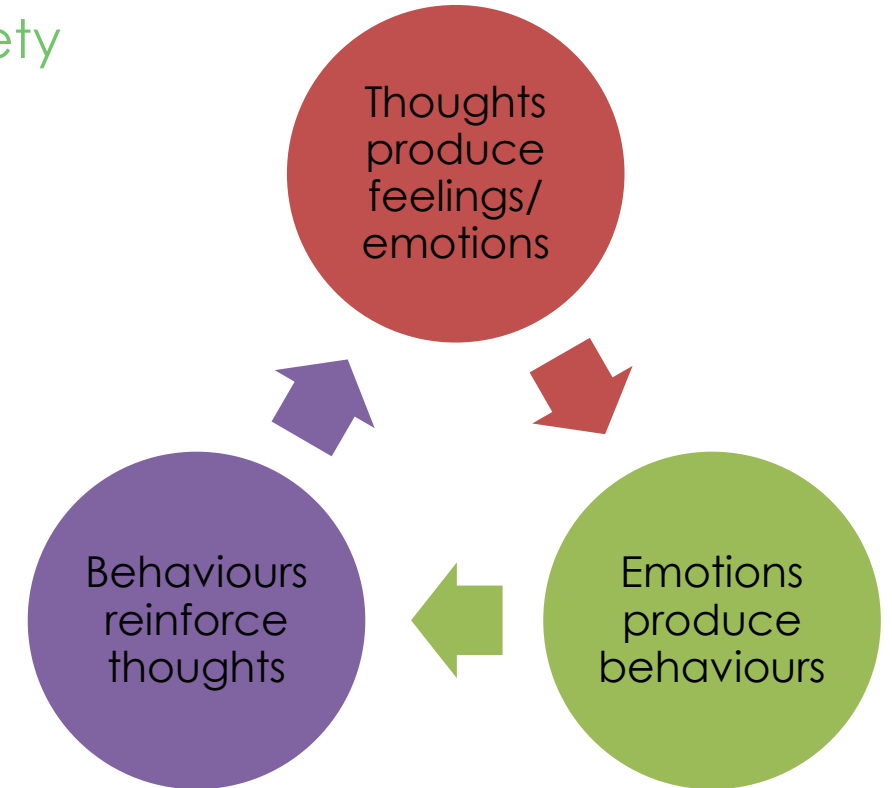 ety
Thoughts
produce
feelings/
emotions
Emotions
produce
behaviours
Behaviours
reinforce
thoughts